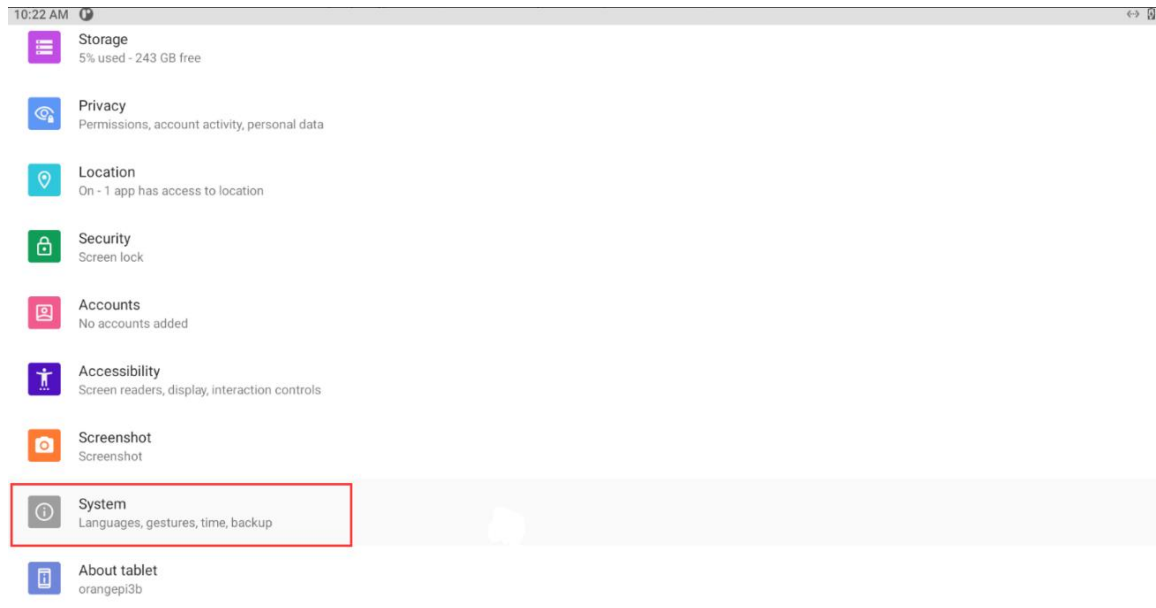 10:22 AM
Storage
5% used - 243 GB free
Privacy
Permissions, account activity, personal data
Location
On - 1 app has access to location
Security
Screen lock
Accounts
No accounts added
Accessibility
Screen readers, display, interaction controls
Screenshot
Screenshot
System
Languages, gestures, time, backup
About tablet
orangepi3b